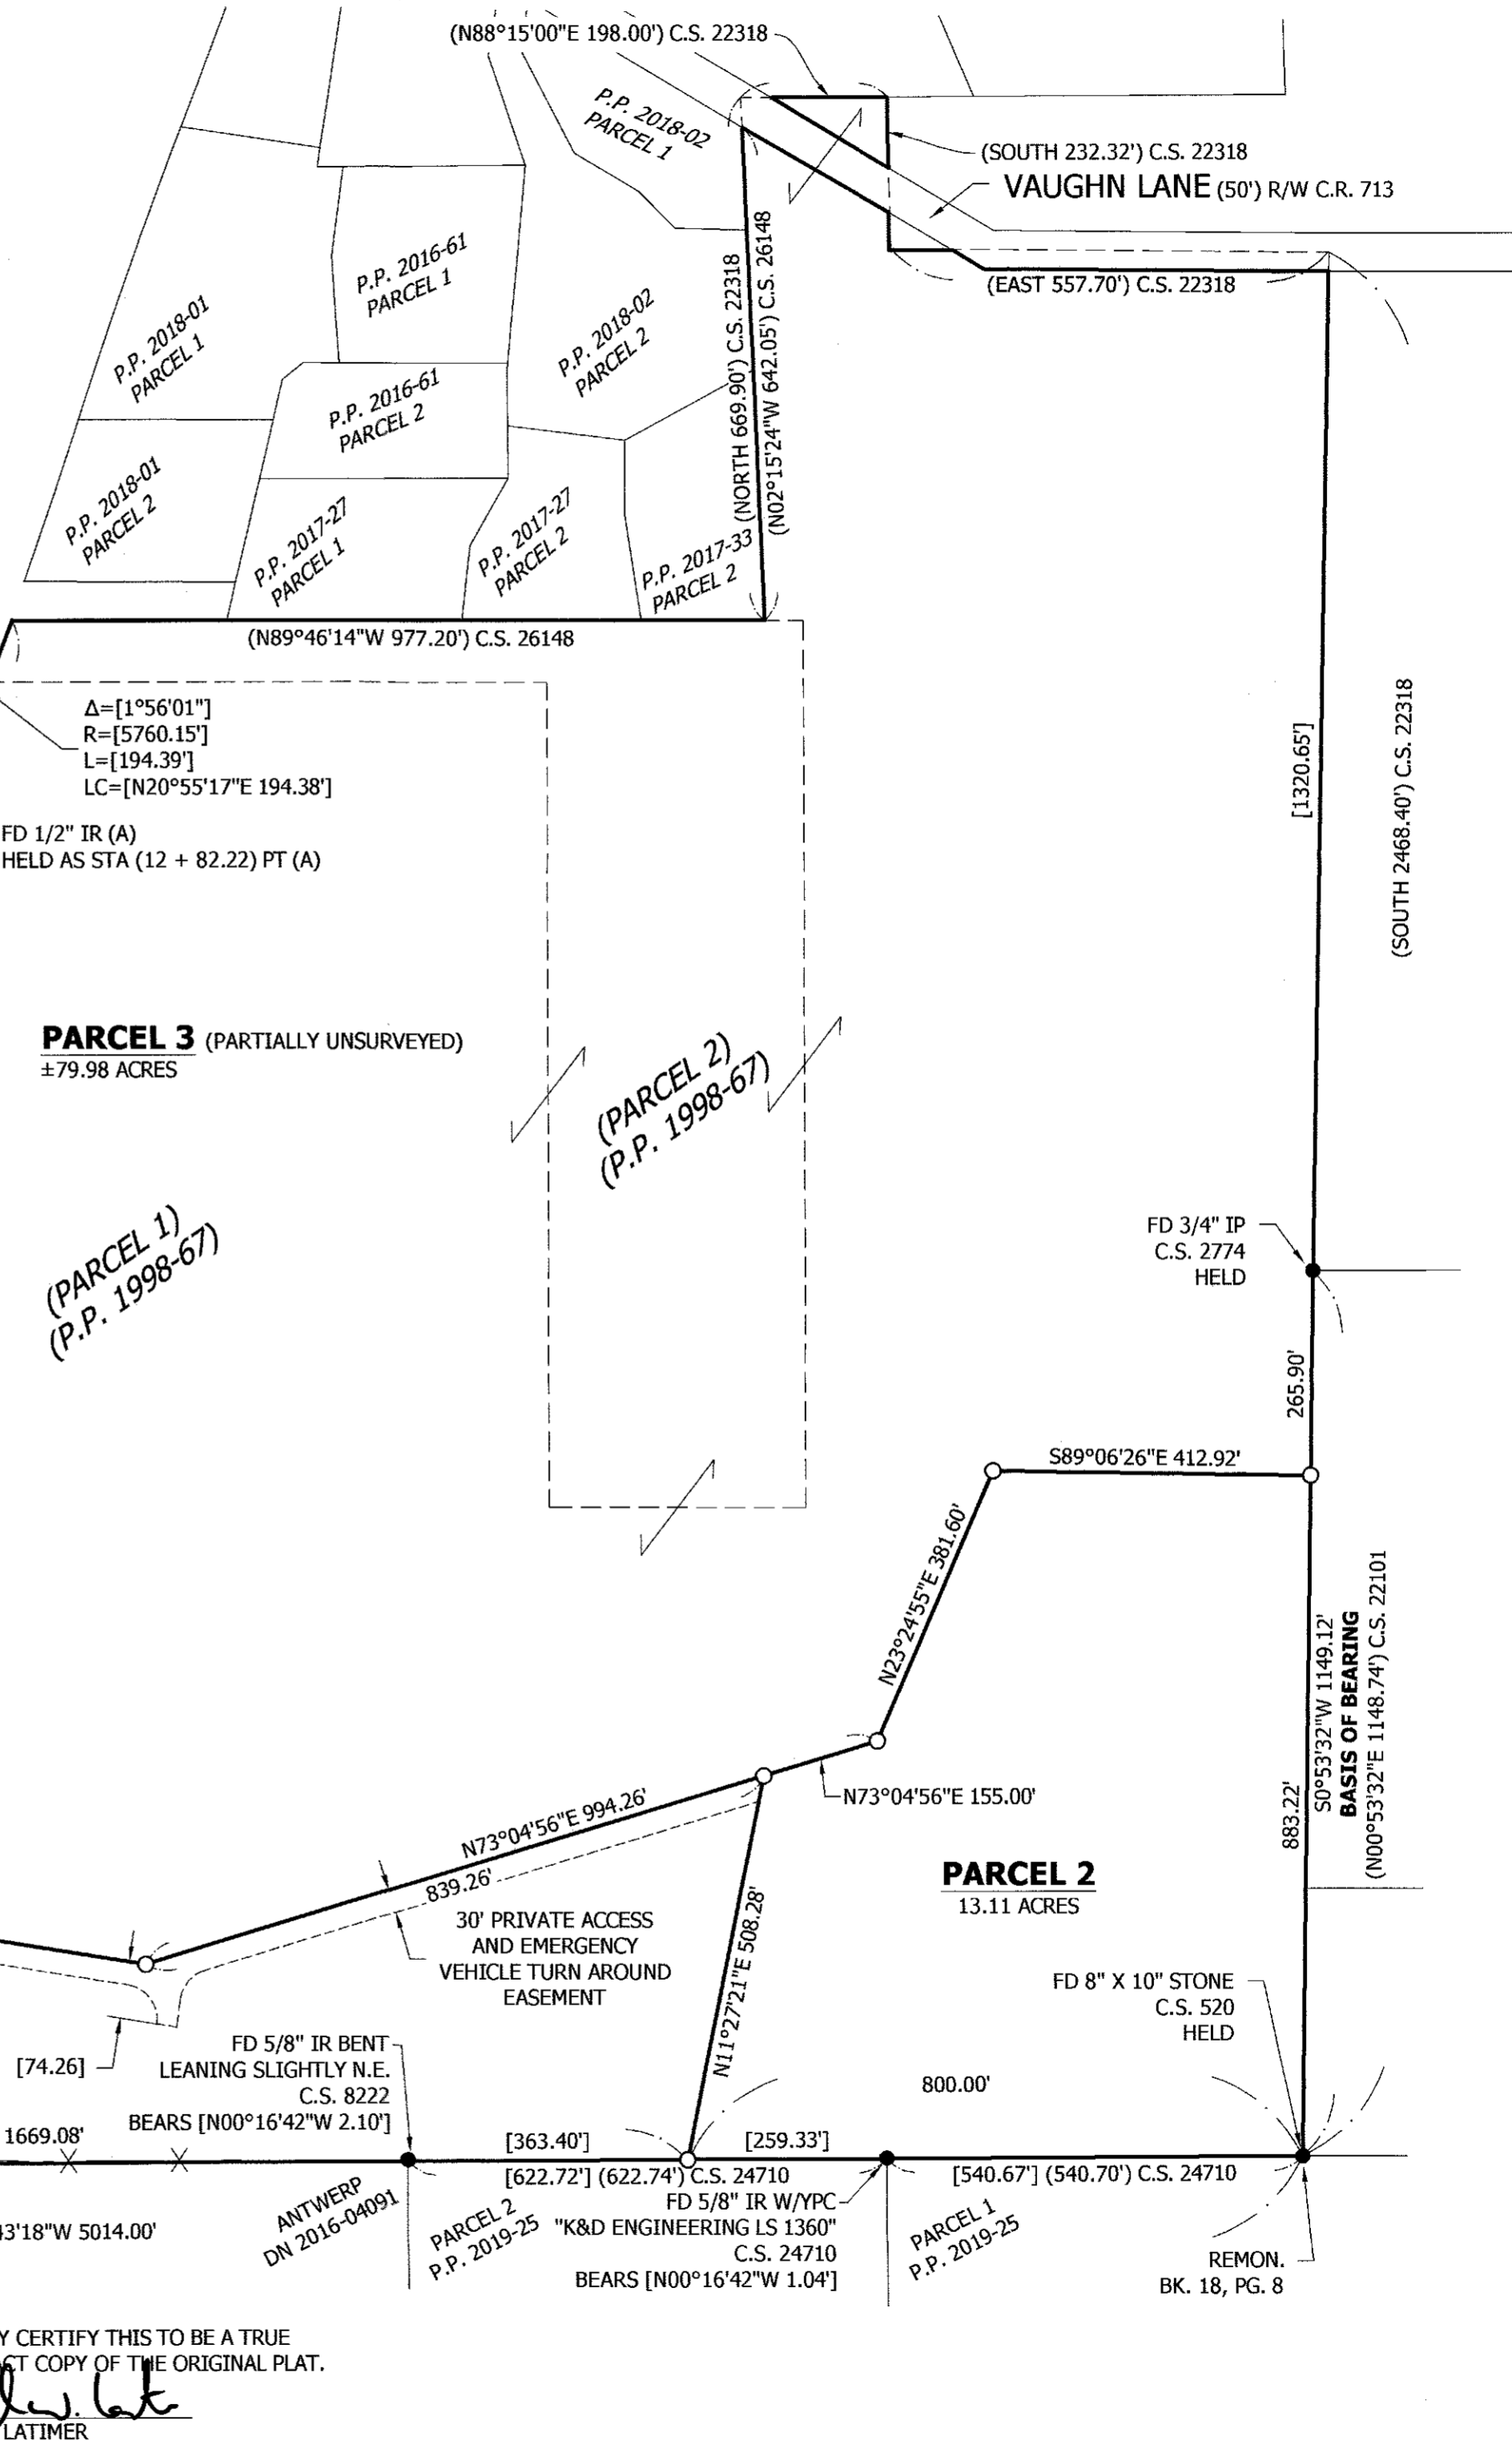 (N88°15'00"E 198.00') C.S. 22318
P.P. 2018-02
PARCEL 1
(SOUTH 232.32') C.S. 22318
VAUGHN LANE (50') R/W C.R. 713
(EAST 557.70') C.S. 22318
P.P. 2016-61
PARCEL 1
P.P. 2018-01
PARCEL 1
P.P. 2018-02
PARCEL 2
P.P. 2016-61
PARCEL 2
(NORTH 669.90') C.S. 22318
(N02°15'24"W 642.05') C.S. 26148
P.P. 2018-01
PARCEL 2
P.P. 2017-27
PARCEL 1
P.P. 2017-27
PARCEL 2
P.P. 2017-33
PARCEL 2
(N89°46'14"W 977.20') C.S. 26148
Δ=[1°56'01"]
R=[5760.15']
L=[194.39']
LC=[N20°55'17"E 194.38']
FD 1/2" IR (A)
HELD AS STA (12 + 82.22) PT (A)
[1320.65']
(SOUTH 2468.40') C.S. 22318
PARCEL 3 (PARTIALLY UNSURVEYED)
±79.98 ACRES
(PARCEL 2)
(P.P. 1998-67)
(PARCEL 1)
(P.P. 1998-67)
FD 3/4" IP
C.S. 2774
HELD
265.90'
S89°06'26"E 412.92'
N23°24'55"E 381.60'
S0°53'32"W 1149.12'
BASIS OF BEARING
(N00°53'32"E 1148.74') C.S. 22101
883.22'
N73°04'56"E 155.00'
N73°04'56"E 994.26'
839.26'
PARCEL 2
13.11 ACRES
30' PRIVATE ACCESS
AND EMERGENCY
VEHICLE TURN AROUND
EASEMENT
N11°27'21"E 508.28'
FD 8" X 10" STONE
C.S. 520
HELD
[74.26]
FD 5/8" IR BENT
LEANING SLIGHTLY N.E.
C.S. 8222
BEARS [N00°16'42"W 2.10']
800.00'
1669.08'
[363.40']
[259.33']
[622.72'] (622.74') C.S. 24710
[540.67'] (540.70') C.S. 24710
ANTWERP
DN 2016-04091
PARCEL 2
P.P. 2019-25
FD 5/8" IR W/YPC
"K&D ENGINEERING LS 1360"
C.S. 24710
BEARS [N00°16'42"W 1.04']
PARCEL 1
P.P. 2019-25
3'18"W 5014.00'
REMON.
BK. 18, PG. 8
Y CERTIFY THIS TO BE A TRUE
CT COPY OF THE ORIGINAL PLAT.
LATIMER